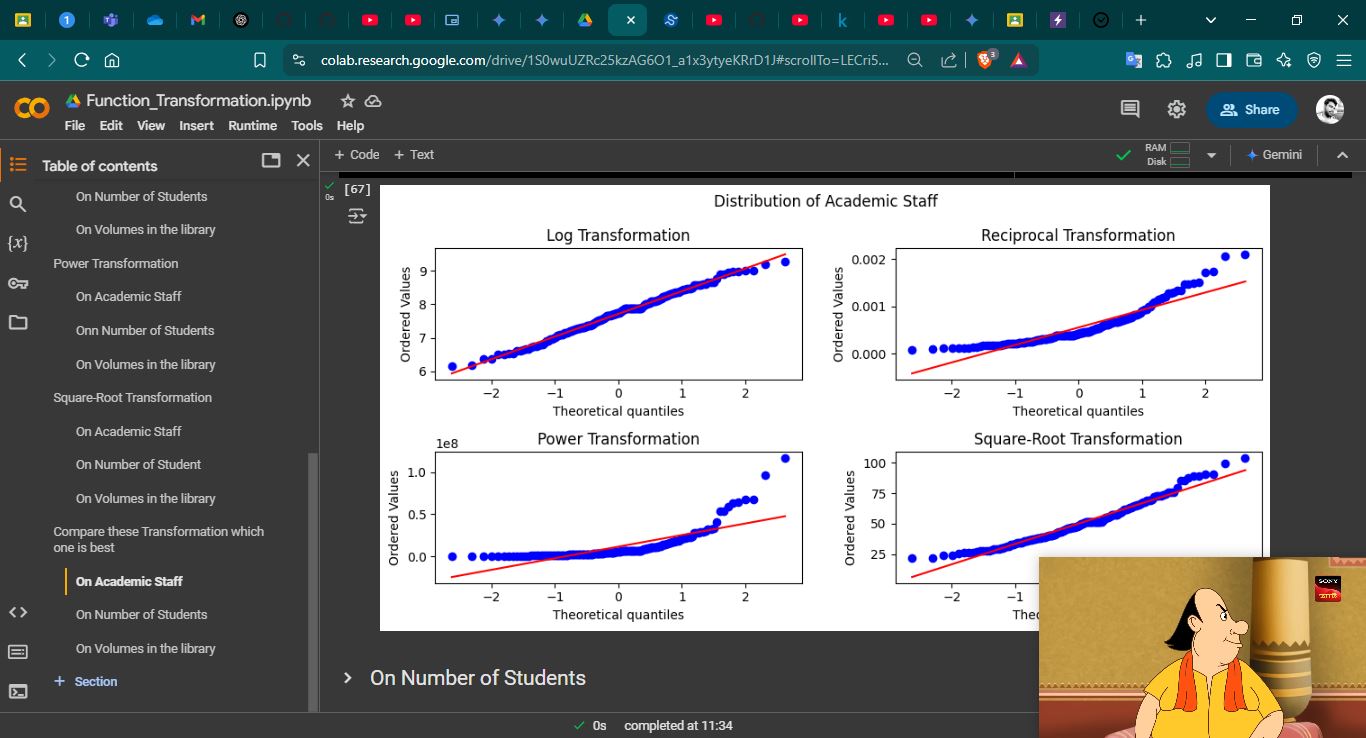 1
k
colab.research.google.com/drive/1S0wuUZRc25kzAG6O1_a1x3ytyeKRrD1J#scrollTo=LECri5...
3
Function_Transformation.ipynb
File Edit View Insert Runtime Tools Help
Share
Table of contents
+ Code + Text
RAM
Disk
Gemini
On Number of Students
On Volumes in the library
Power Transformation
On Academic Staff
Onn Number of Students
On Volumes in the library
Square-Root Transformation
On Academic Staff
On Number of Student
On Volumes in the library
Compare these Transformation which
one is best
On Academic Staff
On Number of Students
On Volumes in the library
+ Section
0s
[67]
Distribution of Academic Staff
Log Transformation
Ordered Values
9
8
7
6
−2 −1 0 1 2
Theoretical quantiles
Reciprocal Transformation
Ordered Values
0.002
0.001
0.000
−2 −1 0 1 2
Theoretical quantiles
Power Transformation
1e8
Ordered Values
1.0
0.5
0.0
−2 −1 0 1 2
Theoretical quantiles
Square-Root Transformation
Ordered Values
100
75
50
25
−2
Theo
On Number of Students
0s completed at 11:34
SONY